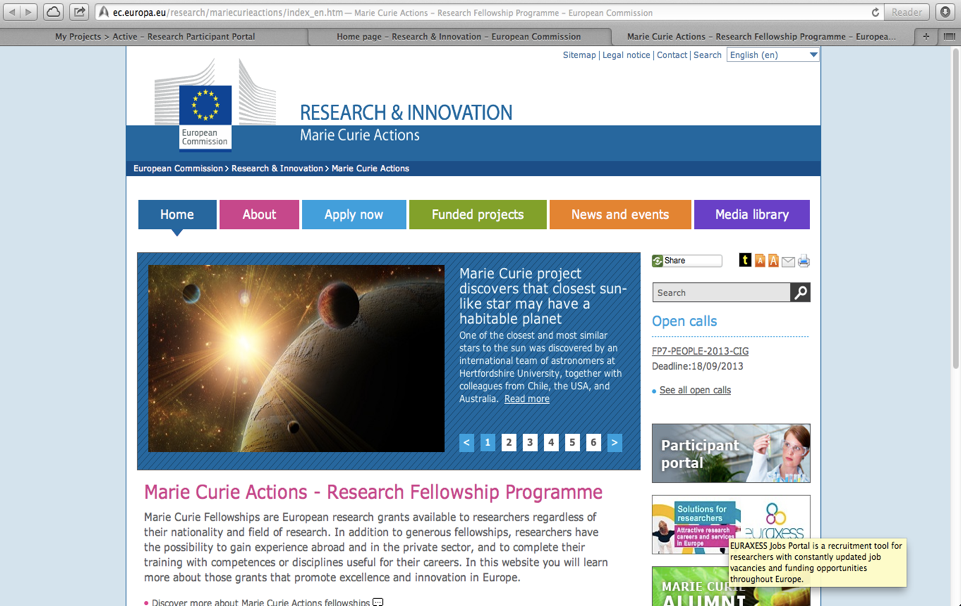 ec.europa.eu/research/mariecurieactions/index_en.htm — Marie Curie Actions – Research Fellowship Programme – European Commission
Reader
My Projects > Active – Research Participant Portal
Home page – Research & Innovation – European Commission
Marie Curie Actions – Research Fellowship Programme – Europea...
Sitemap | Legal notice | Contact | Search
English (en)
European
Commission
RESEARCH & INNOVATION
Marie Curie Actions
European Commission > Research & Innovation > Marie Curie Actions
Home
About
Apply now
Funded projects
News and events
Media library
Marie Curie project
discovers that closest sun-
like star may have a
habitable planet
One of the closest and most similar
stars to the sun was discovered by an
international team of astronomers at
Hertfordshire University, together with
colleagues from Chile, the USA, and
Australia. Read more
< 1 2 3 4 5 6 >
Share
t A A
Search
Open calls
FP7-PEOPLE-2013-CIG
Deadline:18/09/2013
See all open calls
Participant
portal
Solutions for
researchers
Attractive research
careers and services
in Europe
euraxess
EURAXESS Jobs Portal is a recruitment tool for
researchers with constantly updated job
vacancies and funding opportunities
throughout Europe.
MARIE CURIE
ALUMNI
Marie Curie Actions - Research Fellowship Programme
Marie Curie Fellowships are European research grants available to researchers regardless of
their nationality and field of research. In addition to generous fellowships, researchers have
the possibility to gain experience abroad and in the private sector, and to complete their
training with competences or disciplines useful for their careers. In this website you will learn
more about those grants that promote excellence and innovation in Europe.
Discover more about Marie Curie Actions fellowships